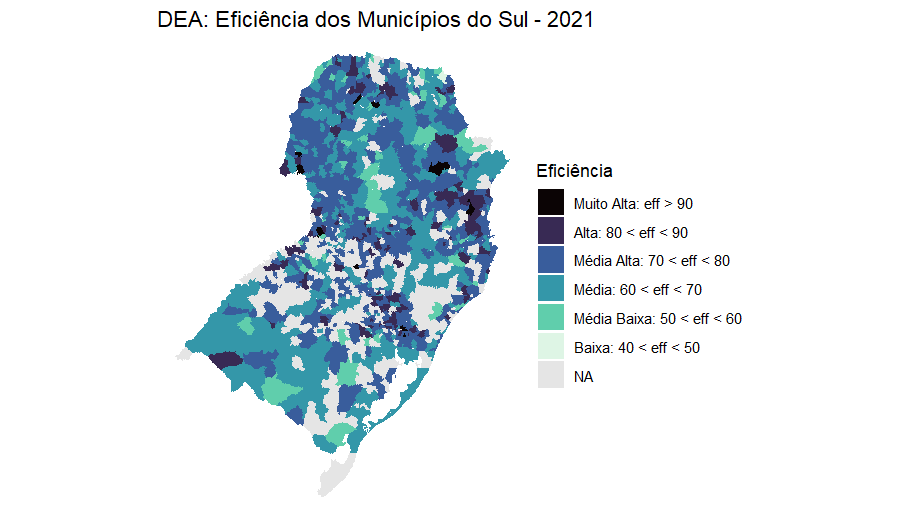 DEA: Eficiência dos Municípios do Sul - 2021
Eficiência
Muito Alta: eff > 90
Alta: 80 < eff < 90
Média Alta: 70 < eff < 80
Média: 60 < eff < 70
Média Baixa: 50 < eff < 60
Baixa: 40 < eff < 50
NA